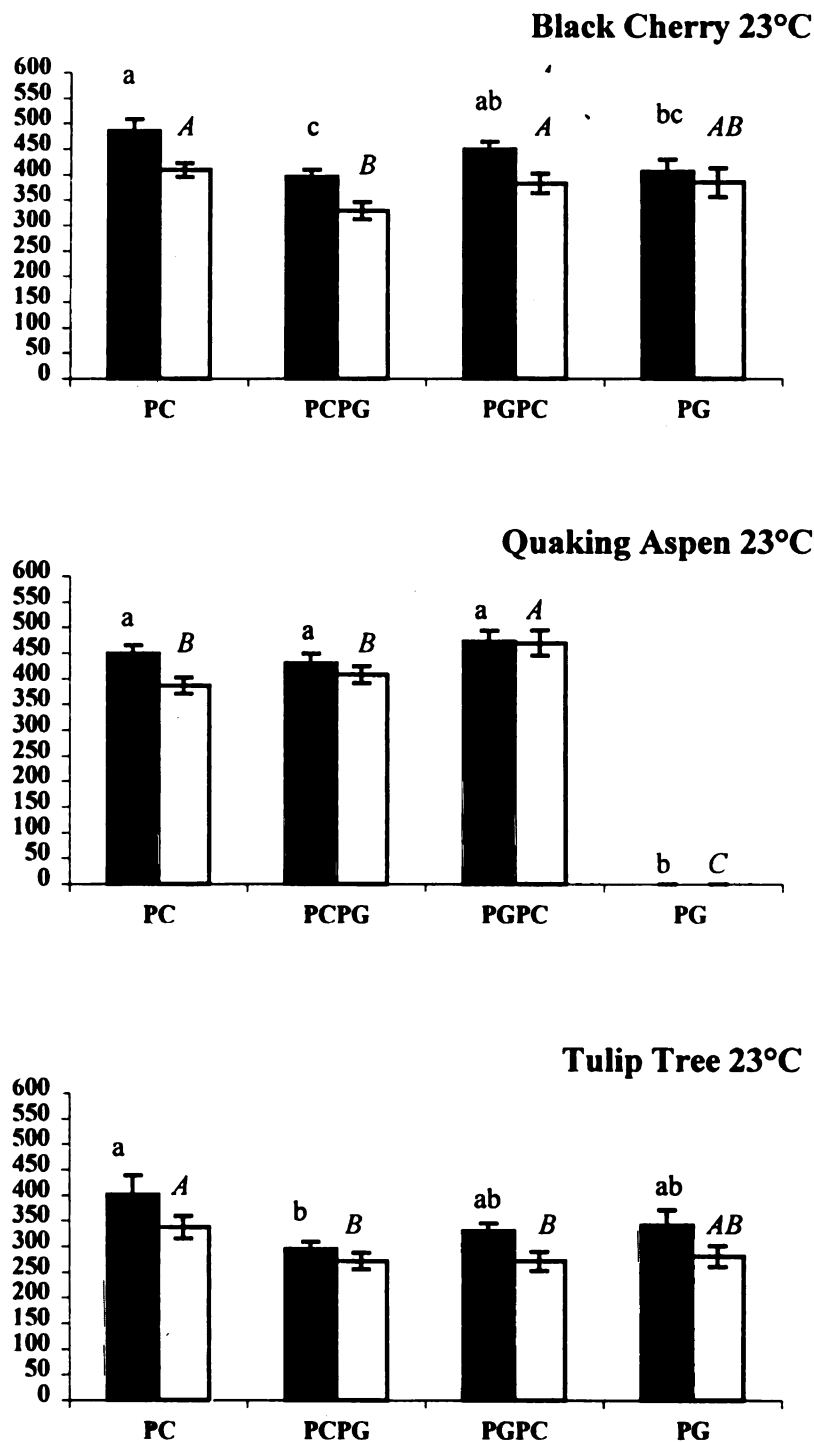 Black Cherry 23°C
600
550
500
450
400
350
300
250
200
150
100
50
0
a
A
c
B
ab
A
bc
AB
PC
PCPG
PGPC
PG
Quaking Aspen 23°C
600
550
500
450
400
350
300
250
200
150
100
50
0
a
B
a
B
a
A
b
C
PC
PCPG
PGPC
PG
Tulip Tree 23°C
600
550
500
450
400
350
300
250
200
150
100
50
0
a
A
b
B
ab
B
ab
AB
PC
PCPG
PGPC
PG